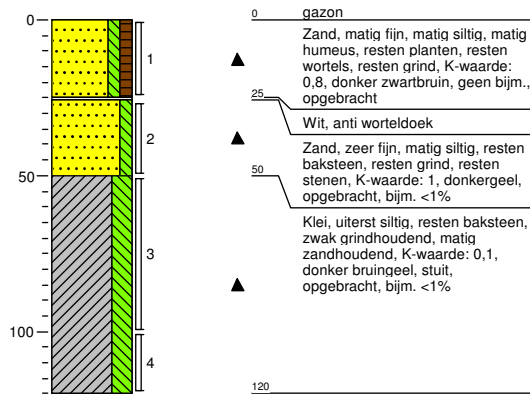 0
50
100
1
2
3
4
0
gazon
Zand, matig fijn, matig siltig, matig
humeus, resten planten, resten
wortels, resten grind, K-waarde:
0,8, donker zwartbruin, geen bijm.,
opgebracht
25
Wit, anti worteldoek
Zand, zeer fijn, matig siltig, resten
baksteen, resten grind, resten
stenen, K-waarde: 1, donkergeel,
opgebracht, bijm. <1%
50
Klei, uiterst siltig, resten baksteen,
zwak grindhoudend, matig
zandhoudend, K-waarde: 0,1,
donker bruingeel, stuit,
opgebracht, bijm. <1%
120